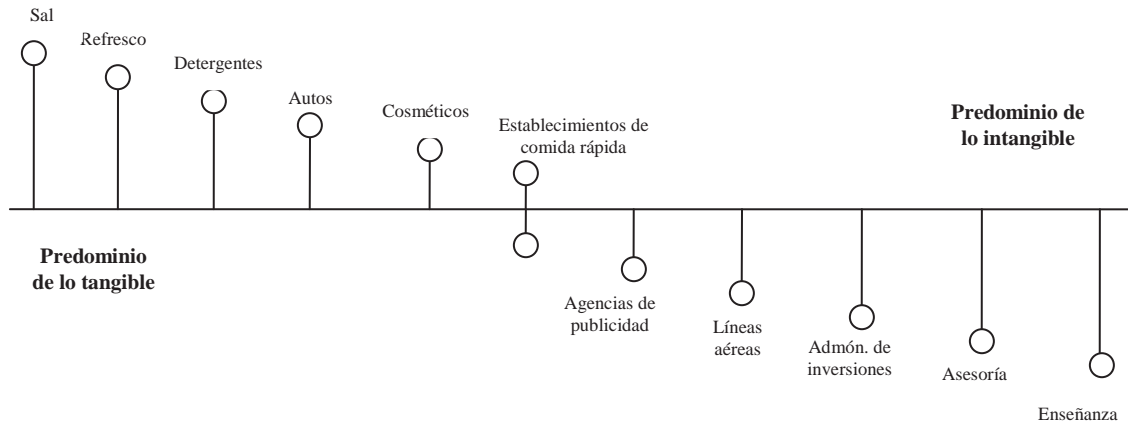 Sal
Refresco
Detergentes
Autos
Cosméticos
Establecimientos de
comida rápida
Predominio de
lo intangible
Predominio
de lo tangible
Agencias de
publicidad
Líneas
aéreas
Admón. de
inversiones
Asesoría
Enseñanza